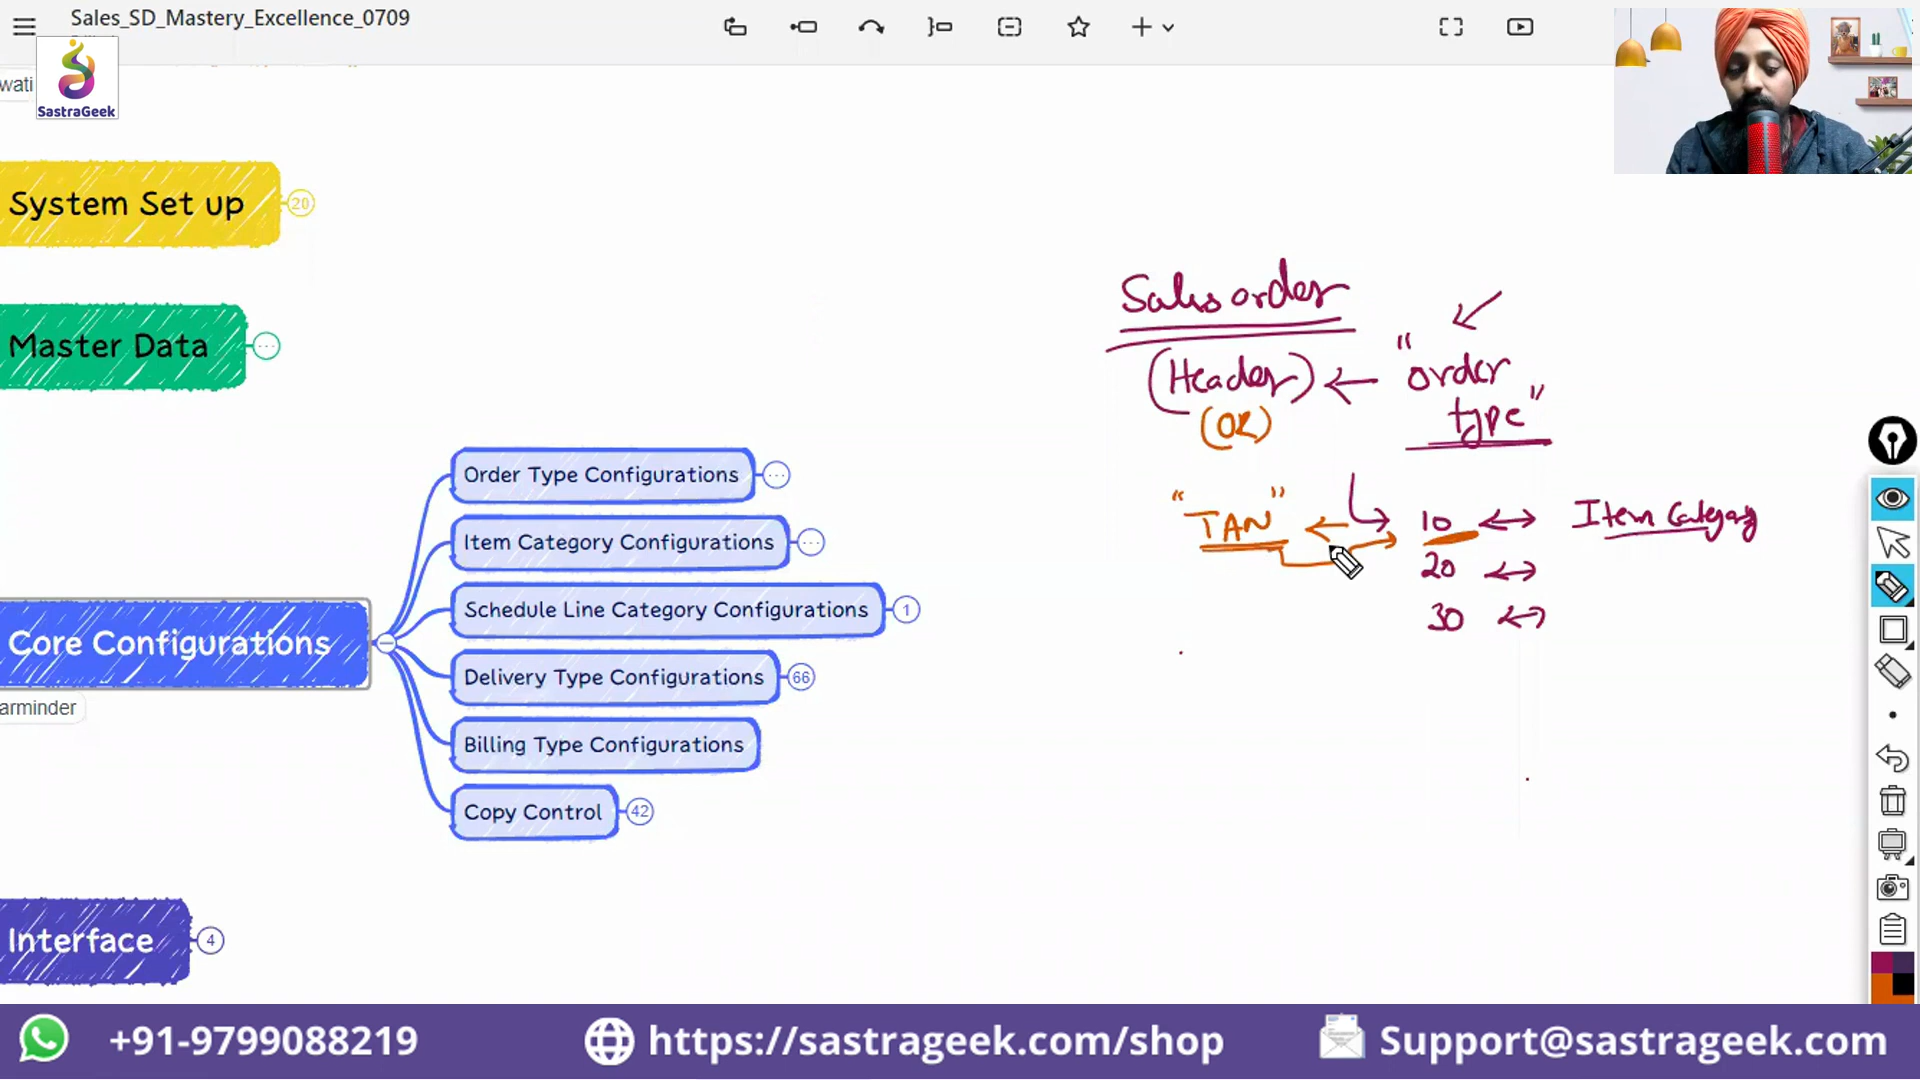 Sales_SD_Mastery_Excellence_0709
wati
SastraGeek
System Set up
20
Master Data
Sales order
(Header) ← "order
type"
(OR)
"TAN" ← 10 ↔ Item Category
20 ↔
30 ↔
Order Type Configurations
Item Category Configurations
Schedule Line Category Configurations
1
Core Configurations
Delivery Type Configurations
66
arminder
Billing Type Configurations
Copy Control
42
Interface
4
+91-9799088219
https://sastrageek.com/shop
Support@sastrageek.com